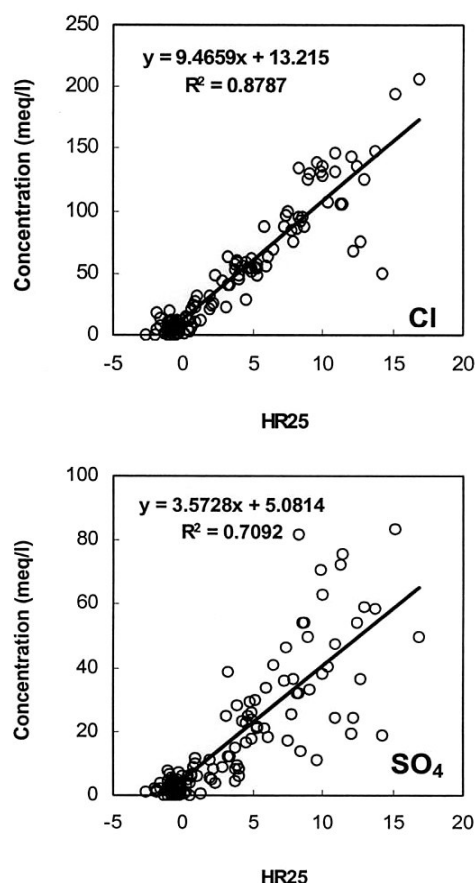 250
200
150
100
50
0
Concentration (meq/l)
y = 9.4659x + 13.215
R² = 0.8787
Cl
-5 0 5 10 15 20
HR25
100
80
60
40
20
0
Concentration (meq/l)
y = 3.5728x + 5.0814
R² = 0.7092
SO₄
-5 0 5 10 15 20
HR25